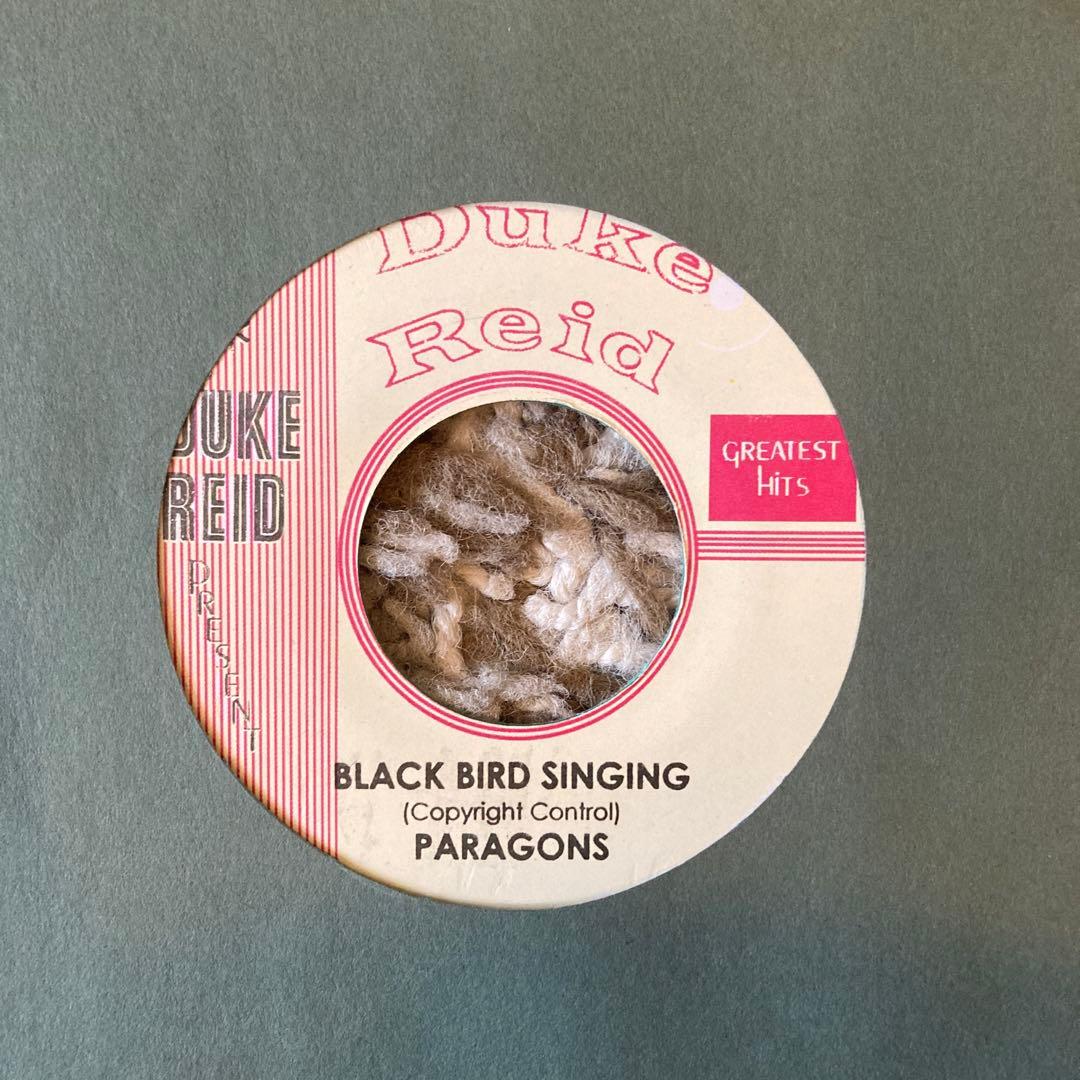 Duke
Reid
DUKE
REID
PRESENT
GREATEST
HITS
BLACK BIRD SINGING
(Copyright Control)
PARAGONS